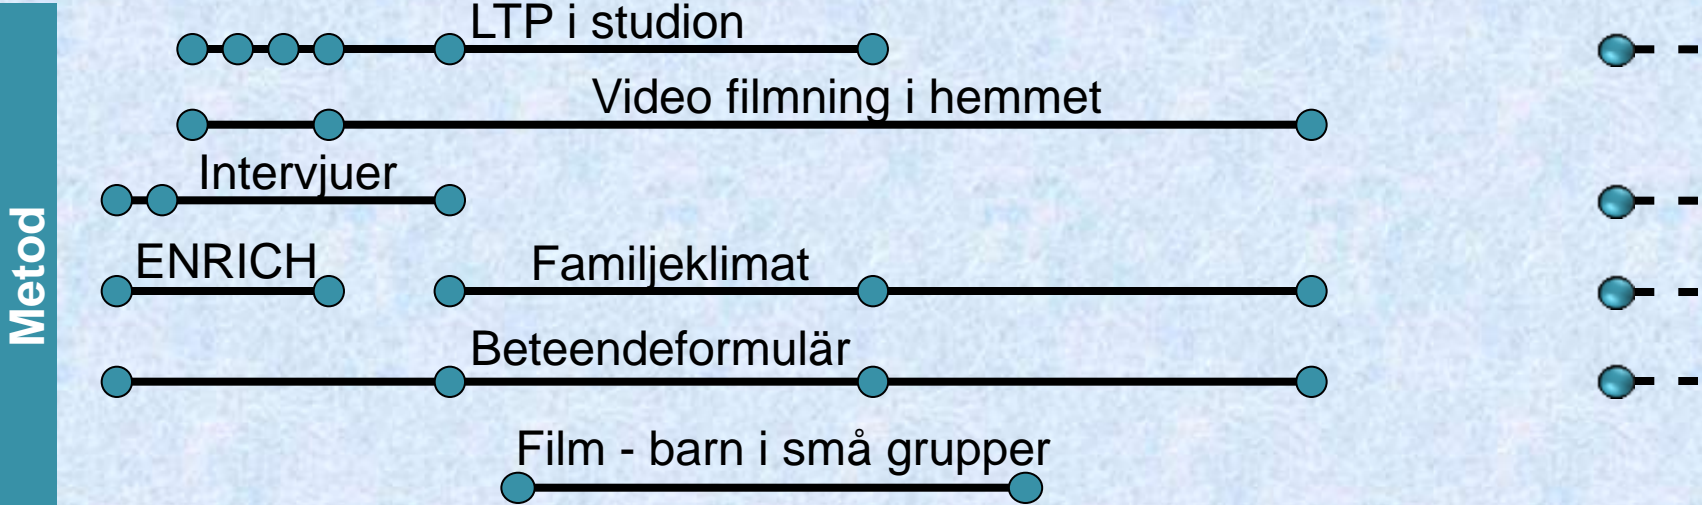 Metod
LTP i studion
Video filmning i hemmet
Intervjuer
ENRICH
Familjeklimat
Beteendeformulär
Film - barn i små grupper